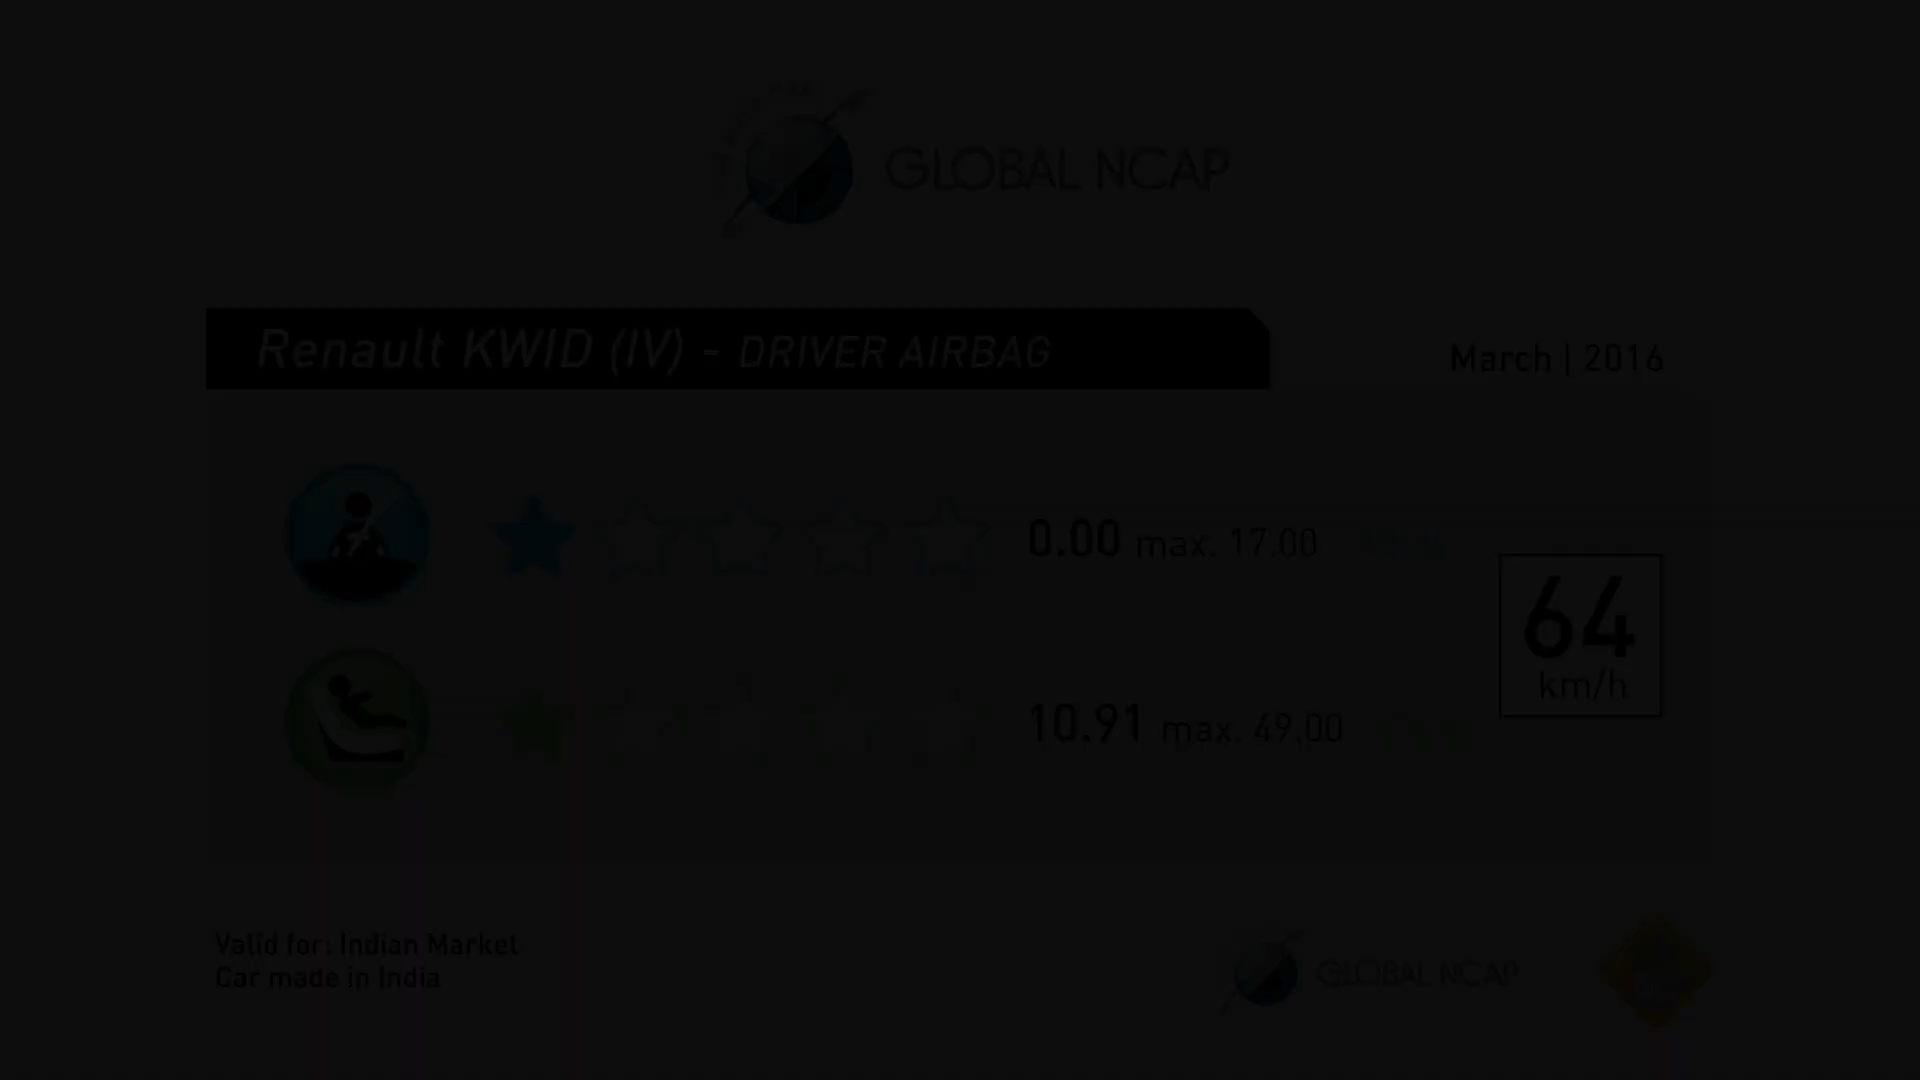 GLOBAL NCAP
Renault KWID (IV) - DRIVER AIRBAG
March | 2016
0.00 max. 17.00
64
km/h
10.91 max. 49.00
Valid for: Indian Market
Car made in India
GLOBAL NCAP